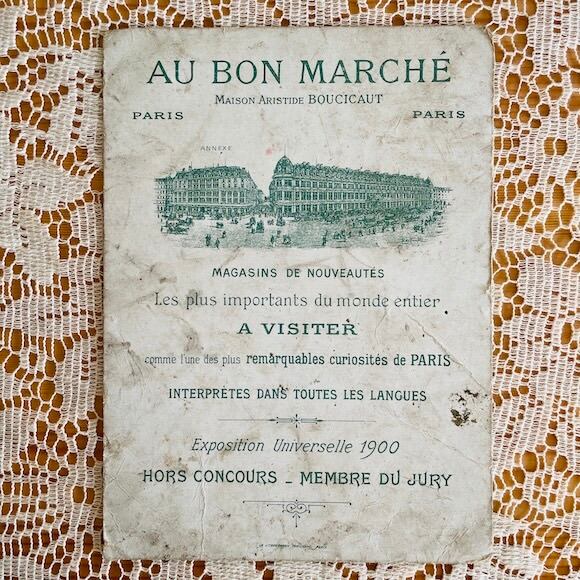 AU BON MARCHÉ
MAISON ARISTIDE BOUCICAUT
PARIS PARIS
ANNEXE
MAGASINS DE NOUVEAUTÉS
Les plus importants du monde entier
A VISITER
comme l'une des plus remarquables curiosités de PARIS
INTERPRÈTES DANS TOUTES LES LANGUES
Exposition Universelle 1900
HORS CONCOURS _ MEMBRE DU JURY
PARIS